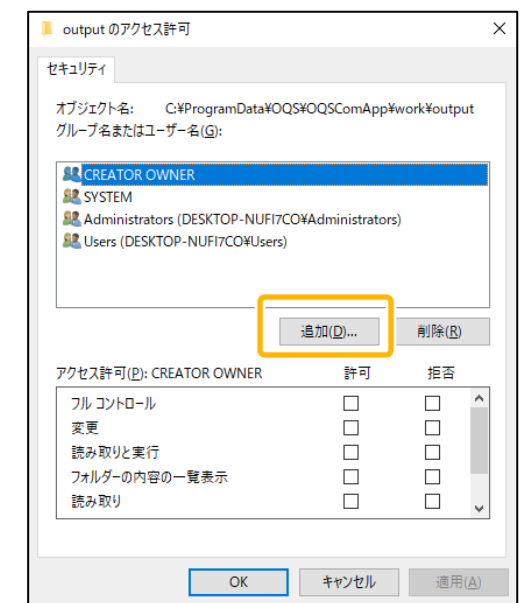 output のアクセス許可
セキュリティ
オブジェクト名: C:¥ProgramData¥OQS¥OQSComApp¥work¥output
グループ名またはユーザー名(G):
CREATOR OWNER
SYSTEM
Administrators (DESKTOP-NUFI7CO¥Administrators)
Users (DESKTOP-NUFI7CO¥Users)
追加(D)... 削除(R)
アクセス許可(P): CREATOR OWNER 許可 拒否
フル コントロール
変更
読み取りと実行
フォルダーの内容の一覧表示
読み取り
OK キャンセル 適用(A)